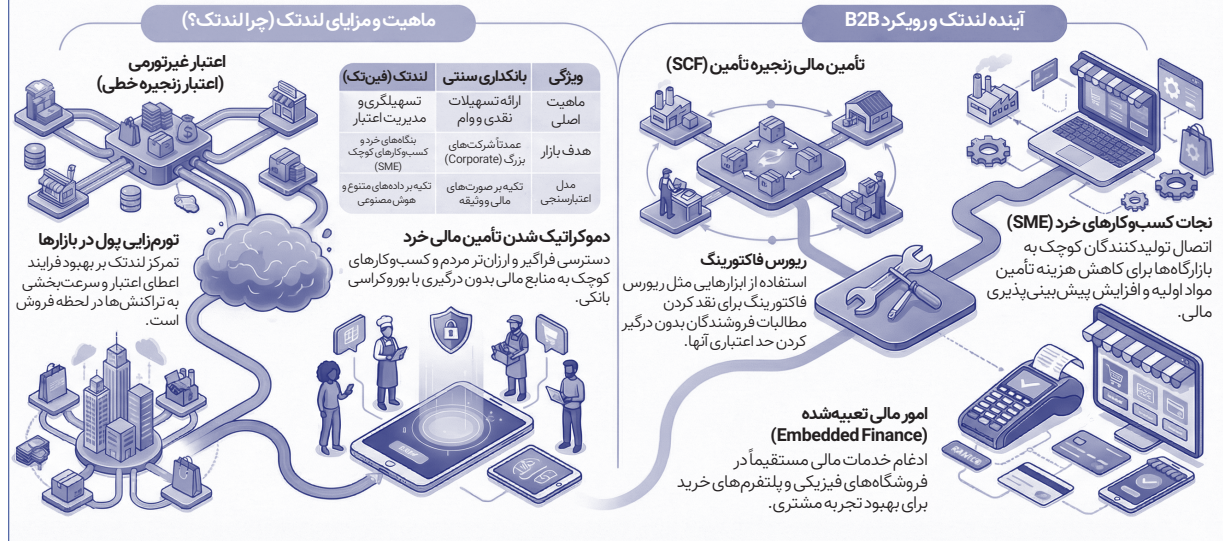 ماهیت و مزایای لندتک (چرا لندتک؟)
اعتبار غیرتورمی
(اعتبار زنجیره خطی)
ویژگی | بانکداری سنتی | لندتک (فین‌تک)
ماهیت اصلی | ارائه تسهیلات نقدی و وام | تسهیلگری و مدیریت اعتبار
هدف بازار | عمدتاً شرکت‌های بزرگ (Corporate) | بنگاه‌های خرد و کسب‌وکارهای کوچک (SME)
مدل اعتبارسنجی | تکیه بر صورت‌های مالی و وثیقه | تکیه بر داده‌های متنوع و هوش مصنوعی
تورم‌زایی پول در بازارها
تمرکز لندتک بر بهبود فرایند
اعطای اعتبار و سرعت‌بخشی
به تراکنش‌ها در لحظه فروش
است.
دموکراتیک شدن تأمین مالی خرد
دسترسی فراگیر و ارزان‌تر مردم و کسب‌وکارهای
کوچک به منابع مالی بدون درگیری با بوروکراسی
بانکی.
آینده لندتک و رویکرد B2B
تأمین مالی زنجیره تأمین (SCF)
ریورس فاکتورینگ
استفاده از ابزارهایی مثل ریورس
فاکتورینگ برای نقد کردن
مطالبات فروشندگان بدون درگیر
کردن حد اعتباری آنها.
نجات کسب‌وکارهای خرد (SME)
اتصال تولیدکنندگان کوچک به
بازارگاه‌ها برای کاهش هزینه تأمین
مواد اولیه و افزایش پیش‌بینی‌پذیری
مالی.
امور مالی تعبیه‌شده
(Embedded Finance)
ادغام خدمات مالی مستقیماً در
فروشگاه‌های فیزیکی و پلتفرم‌های خرید
برای بهبود تجربه مشتری.